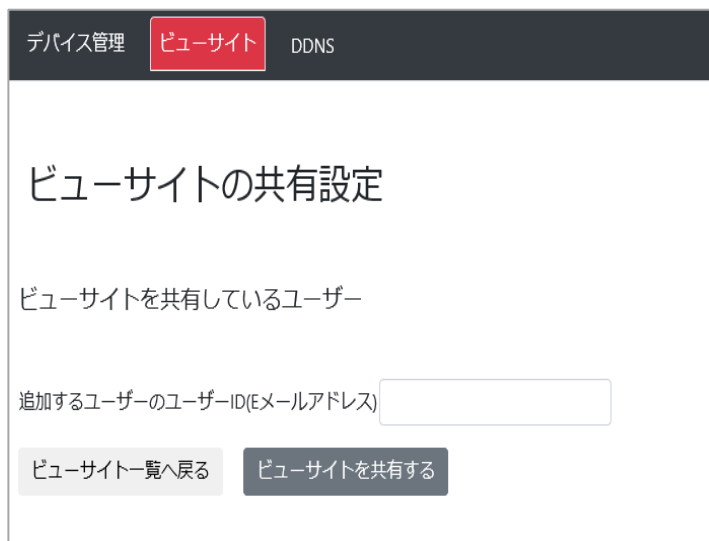 デバイス管理 ビューサイト DDNS
ビューサイトの共有設定
ビューサイトを共有しているユーザー
追加するユーザーのユーザーID(Eメールアドレス)
ビューサイト一覧へ戻る ビューサイトを共有する